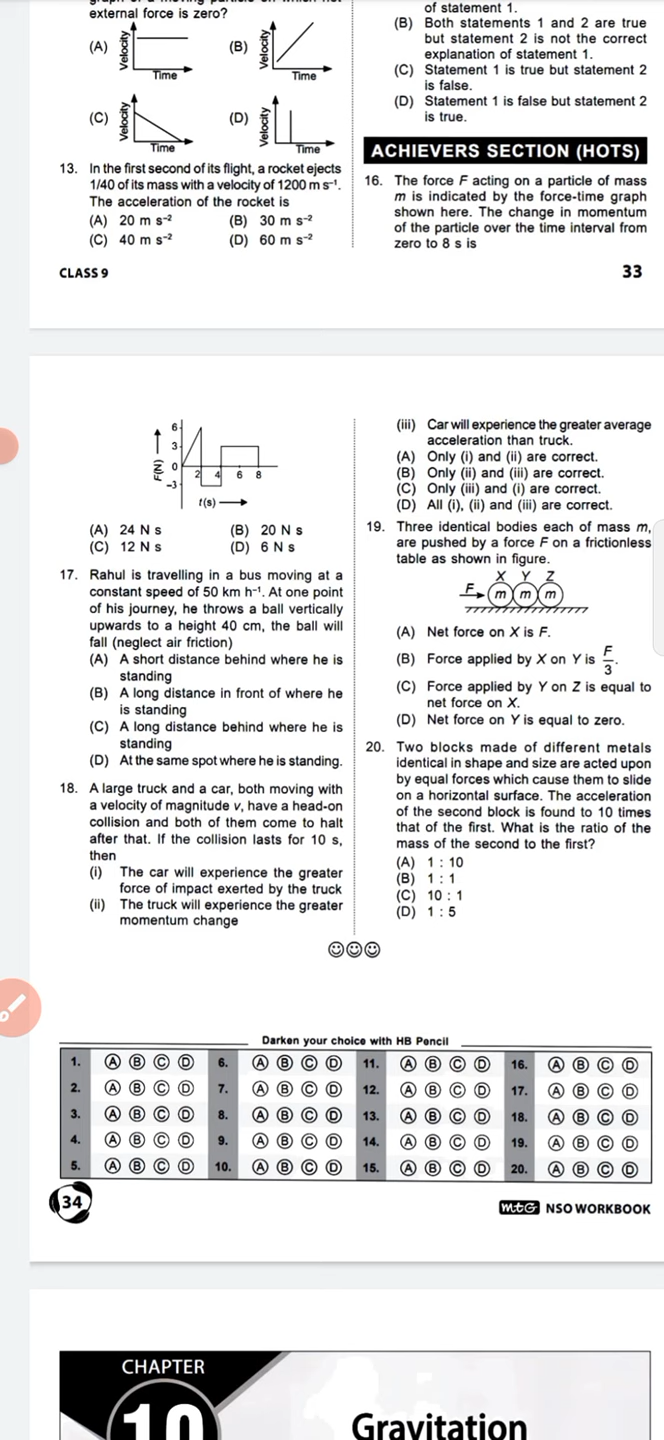 external force is zero?
(A) Velocity Time (B) Velocity Time
(C) Velocity Time (D) Velocity Time
13. In the first second of its flight, a rocket ejects
1/40 of its mass with a velocity of 1200 m s⁻¹.
The acceleration of the rocket is
(A) 20 m s⁻² (B) 30 m s⁻²
(C) 40 m s⁻² (D) 60 m s⁻²
of statement 1.
(B) Both statements 1 and 2 are true
but statement 2 is not the correct
explanation of statement 1.
(C) Statement 1 is true but statement 2
is false.
(D) Statement 1 is false but statement 2
is true.
ACHIEVERS SECTION (HOTS)
16. The force F acting on a particle of mass
m is indicated by the force-time graph
shown here. The change in momentum
of the particle over the time interval from
zero to 8 s is
CLASS 9
33
6
3
0
-3
2 4 6 8
F(N)
t(s)
(A) 24 N s (B) 20 N s
(C) 12 N s (D) 6 N s
17. Rahul is travelling in a bus moving at a
constant speed of 50 km h⁻¹. At one point
of his journey, he throws a ball vertically
upwards to a height 40 cm, the ball will
fall (neglect air friction)
(A) A short distance behind where he is
standing
(B) A long distance in front of where he
is standing
(C) A long distance behind where he is
standing
(D) At the same spot where he is standing.
18. A large truck and a car, both moving with
a velocity of magnitude v, have a head-on
collision and both of them come to halt
after that. If the collision lasts for 10 s,
then
(i) The car will experience the greater
force of impact exerted by the truck
(ii) The truck will experience the greater
momentum change
(iii) Car will experience the greater average
acceleration than truck.
(A) Only (i) and (ii) are correct.
(B) Only (ii) and (iii) are correct.
(C) Only (iii) and (i) are correct.
(D) All (i), (ii) and (iii) are correct.
19. Three identical bodies each of mass m,
are pushed by a force F on a frictionless
table as shown in figure.
X Y Z
F m m m
(A) Net force on X is F.
(B) Force applied by X on Y is F/3.
(C) Force applied by Y on Z is equal to
net force on X.
(D) Net force on Y is equal to zero.
20. Two blocks made of different metals
identical in shape and size are acted upon
by equal forces which cause them to slide
on a horizontal surface. The acceleration
of the second block is found to 10 times
that of the first. What is the ratio of the
mass of the second to the first?
(A) 1 : 10
(B) 1 : 1
(C) 10 : 1
(D) 1 : 5
Darken your choice with HB Pencil
1. A B C D 6. A B C D 11. A B C D 16. A B C D
2. A B C D 7. A B C D 12. A B C D 17. A B C D
3. A B C D 8. A B C D 13. A B C D 18. A B C D
4. A B C D 9. A B C D 14. A B C D 19. A B C D
5. A B C D 10. A B C D 15. A B C D 20. A B C D
34
mtG NSO WORKBOOK
CHAPTER
10
Gravitation